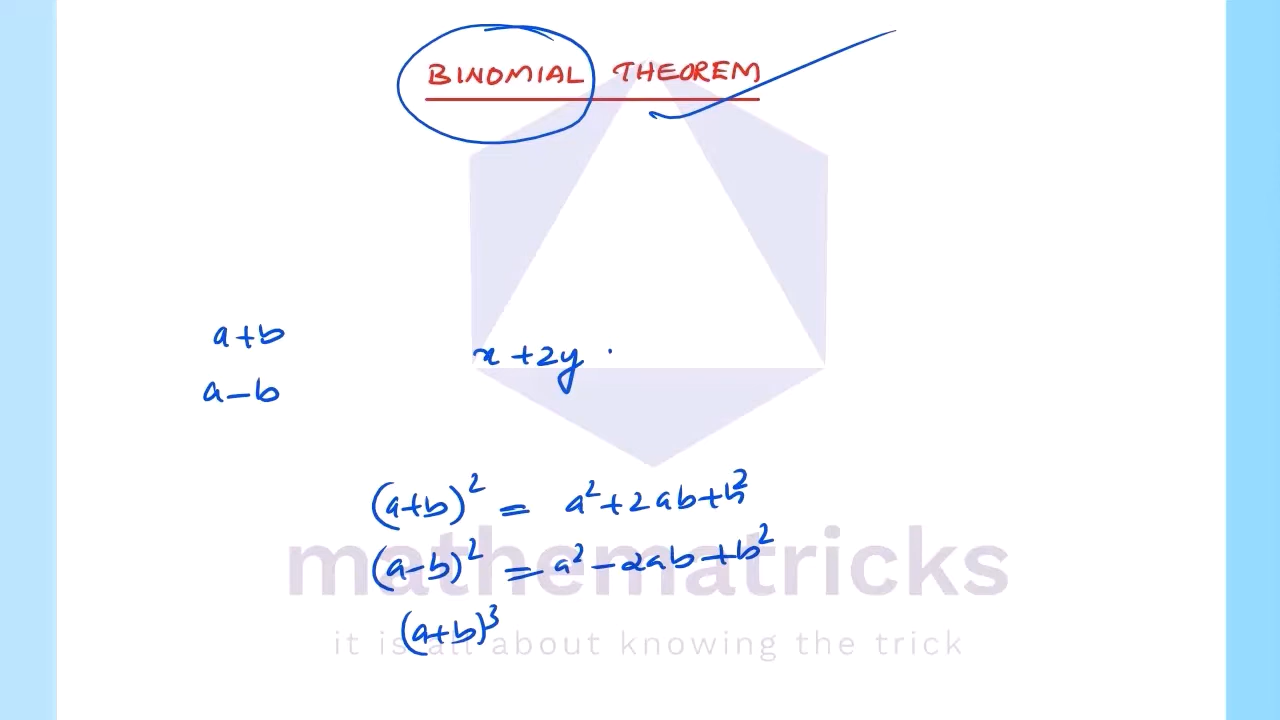 BINOMIAL THEOREM
a+b
x+2y
a-b
(a+b)² = a²+2ab+b²
(a-b)² = a²-2ab+b²
mathematricks
(a+b)³
it is all about knowing the trick